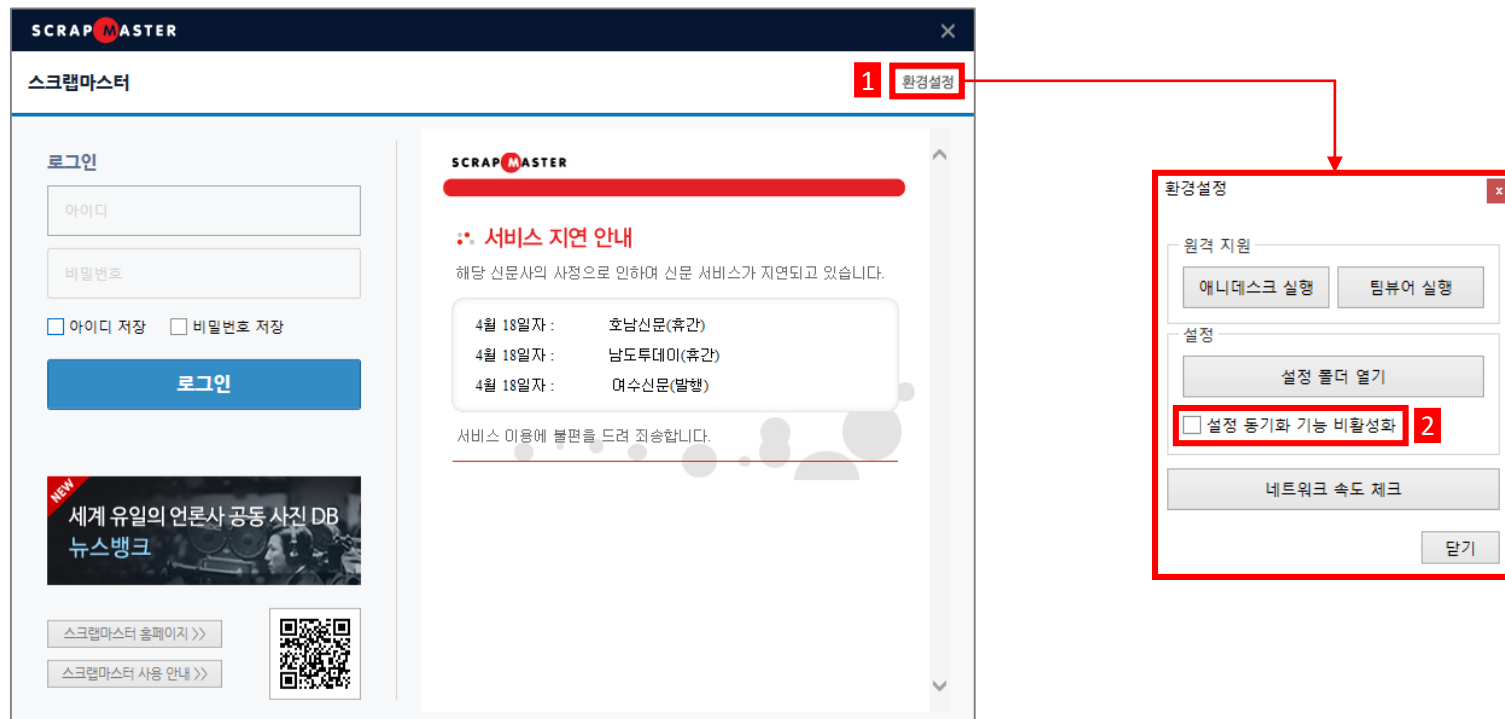 SCRAPMASTER
스크랩마스터
1 환경설정
로그인
아이디
비밀번호
아이디 저장 비밀번호 저장
로그인
NEW
세계 유일의 언론사 공동 사진 DB
뉴스뱅크
스크랩마스터 홈페이지 >>
스크랩마스터 사용 안내 >>
SCRAPMASTER
서비스 지연 안내
해당 신문사의 사정으로 인하여 신문 서비스가 지연되고 있습니다.
4월 18일자 : 호남신문(휴간)
4월 18일자 : 남도투데이(휴간)
4월 18일자 : 여수신문(발행)
서비스 이용에 불편을 드려 죄송합니다.
환경설정 x
원격 지원
애니데스크 실행 팀뷰어 실행
설정
설정 폴더 열기
설정 동기화 기능 비활성화 2
네트워크 속도 체크
닫기